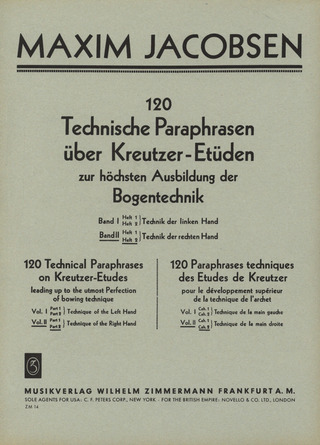 MAXIM JACOBSEN
120
Technische Paraphrasen
über Kreutzer-Etüden
zur höchsten Ausbildung der
Bogentechnik
Band I Heft 1 Heft 2 Technik der linken Hand
Band II Heft 1 Heft 2 Technik der rechten Hand
120 Technical Paraphrases
on Kreutzer-Etudes
leading up to the utmost Perfection
of bowing technique
Vol. I Part 1 Part 2 Technique of the Left Hand
Vol. II Part 1 Part 2 Technique of the Right Hand
120 Paraphrases techniques
des Etudes de Kreutzer
pour le développement supérieur
de la technique de l'archet
Vol. I Cah. 1 Cah. 2 Technique de la main gauche
Vol. II Cah. 1 Cah. 2 Technique de la main droite
MUSIKVERLAG WILHELM ZIMMERMANN FRANKFURT A. M.
SOLE AGENTS FOR USA: C. F. PETERS CORP., NEW YORK - FOR THE BRITISH EMPIRE: NOVELLO & CO. LTD., LONDON
ZM 14